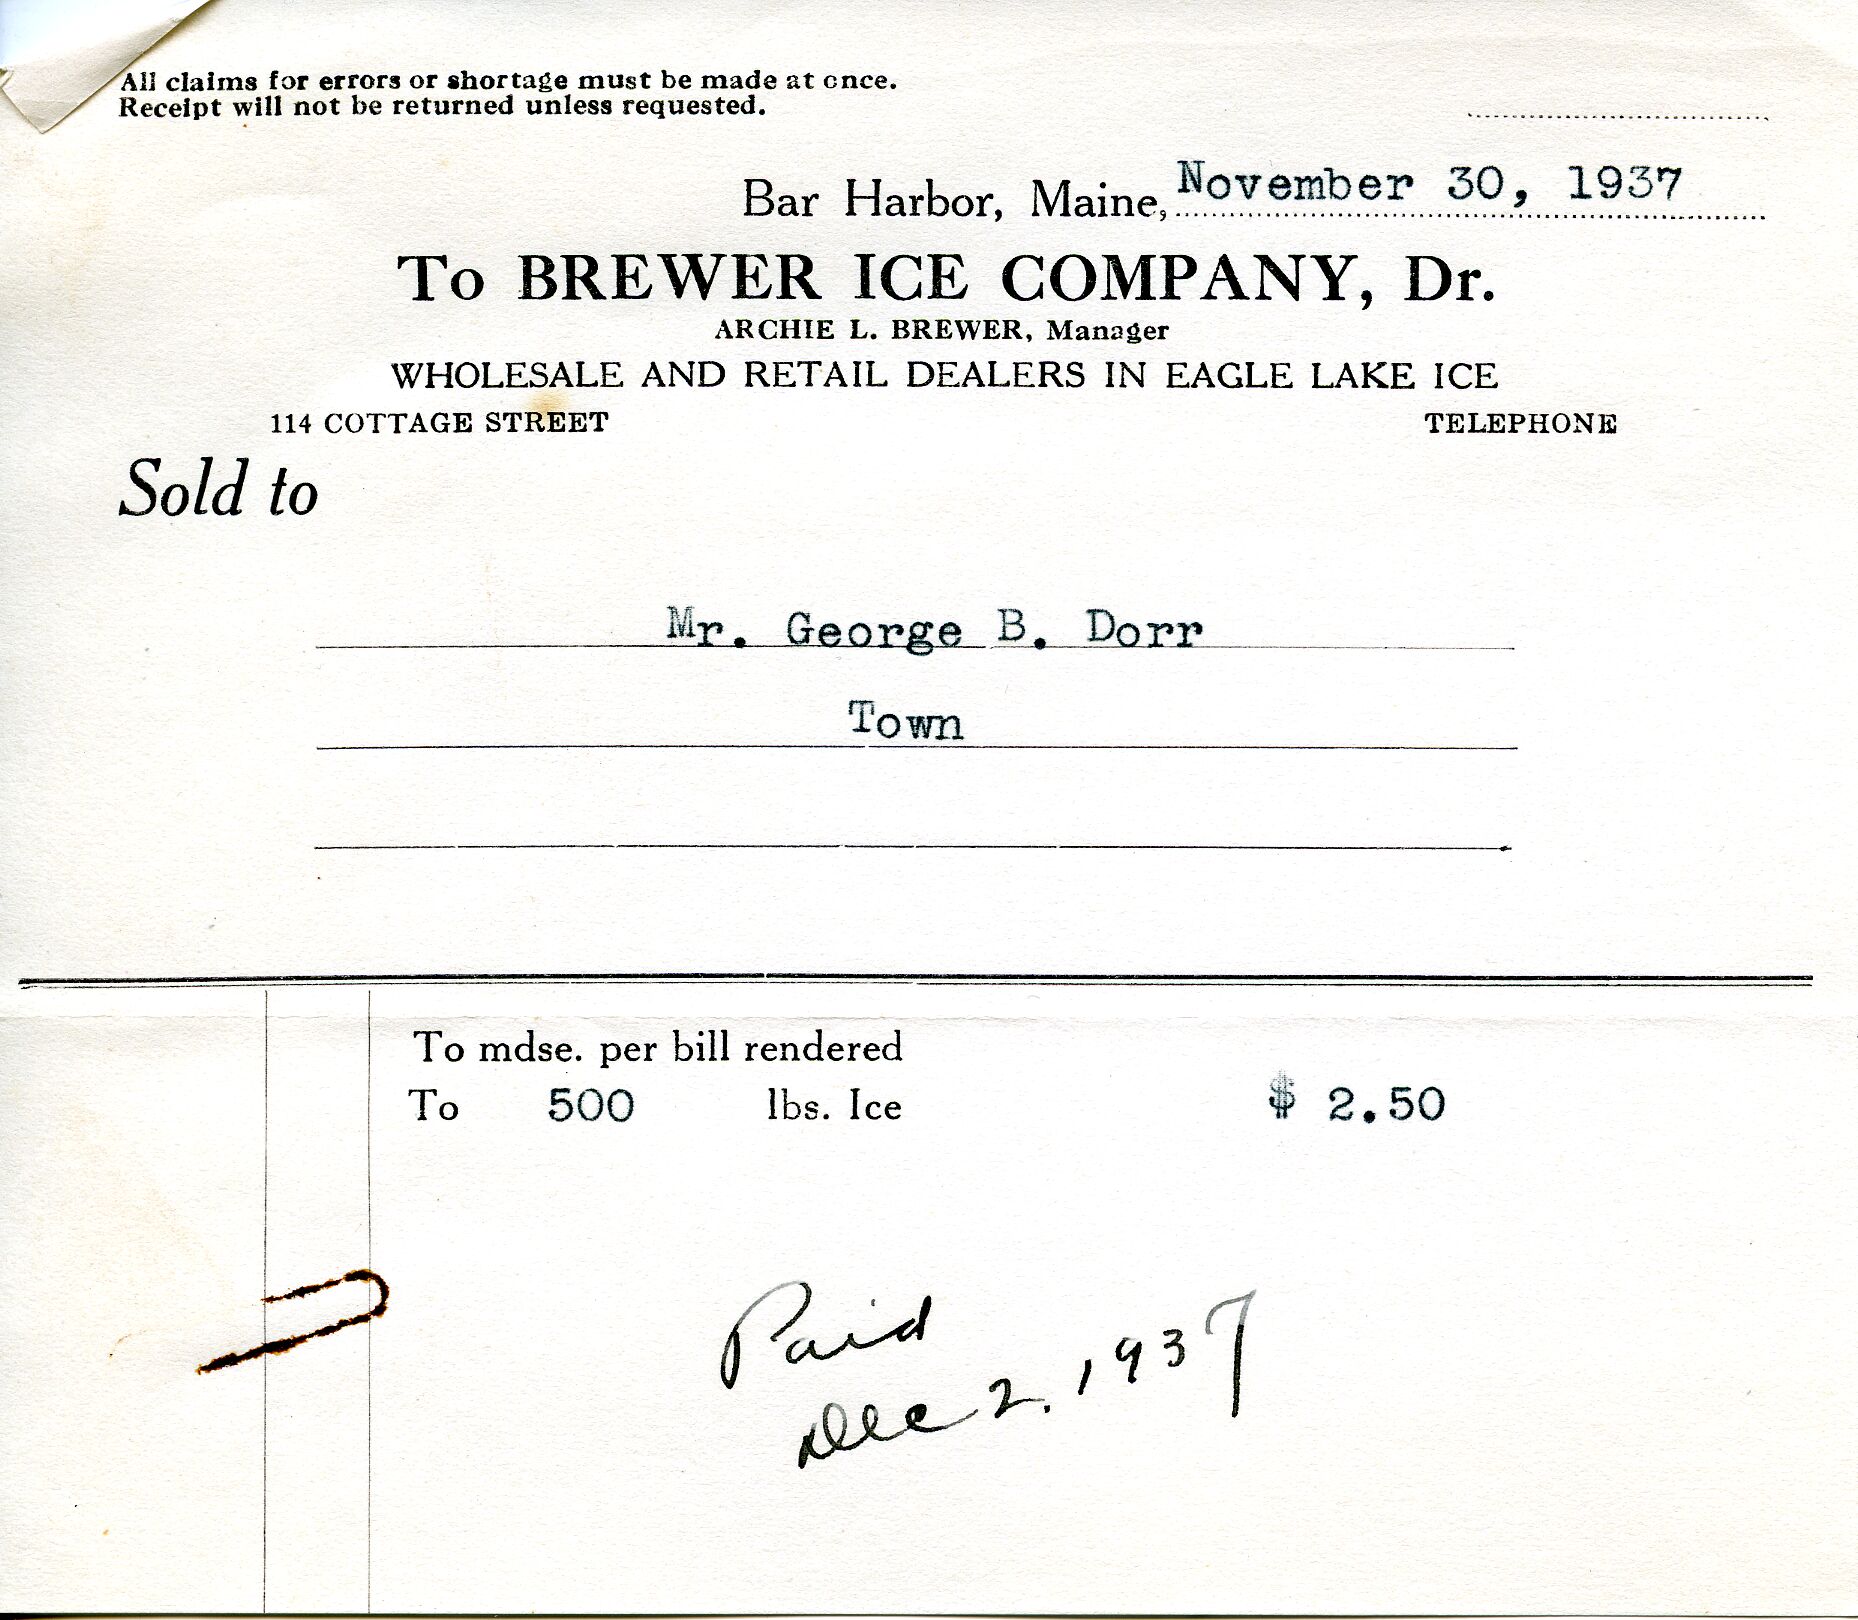 All claims for errors or shortage must be made at once.
Receipt will not be returned unless requested.
Bar Harbor, Maine, November 30, 1937
To BREWER ICE COMPANY, Dr.
ARCHIE L. BREWER, Manager
WHOLESALE AND RETAIL DEALERS IN EAGLE LAKE ICE
114 COTTAGE STREET TELEPHONE
Sold to
Mr. George B. Dorr
Town
To mdse. per bill rendered
To 500 lbs. Ice $ 2.50
Paid
Dec 2, 1937